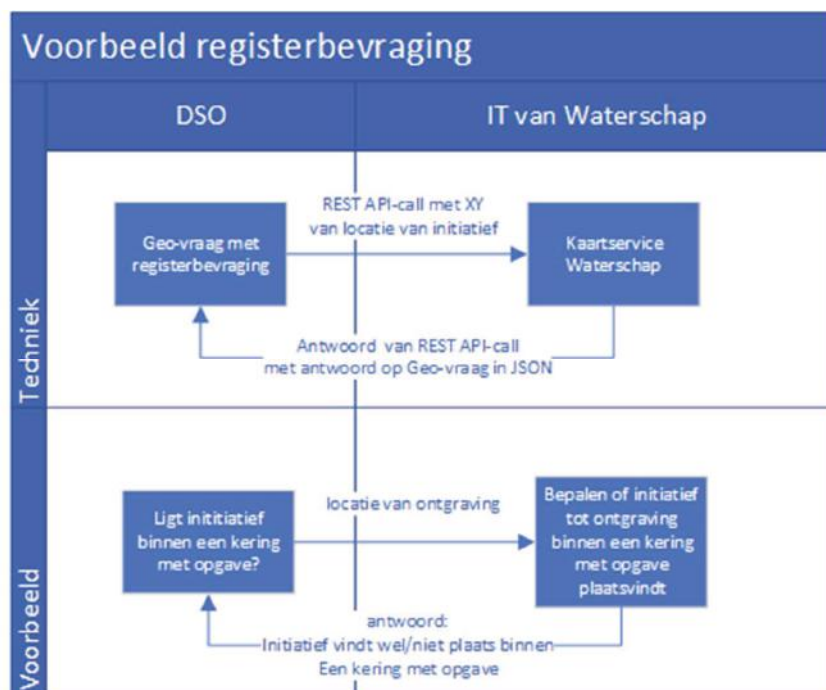 Voorbeeld registerbevraging
DSO
IT van Waterschap
Techniek
REST API-call met XY
van locatie van initiatief
Geo-vraag met
registerbevraging
Kaartservice
Waterschap
Antwoord van REST API-call
met antwoord op Geo-vraag in JSON
Voorbeeld
Ligt inititiatief
binnen een kering
met opgave?
locatie van ontgraving
Bepalen of initiatief
tot ontgraving
binnen een kering
met opgave
plaatsvindt
antwoord:
Initiatief vindt wel/niet plaats binnen
Een kering met opgave